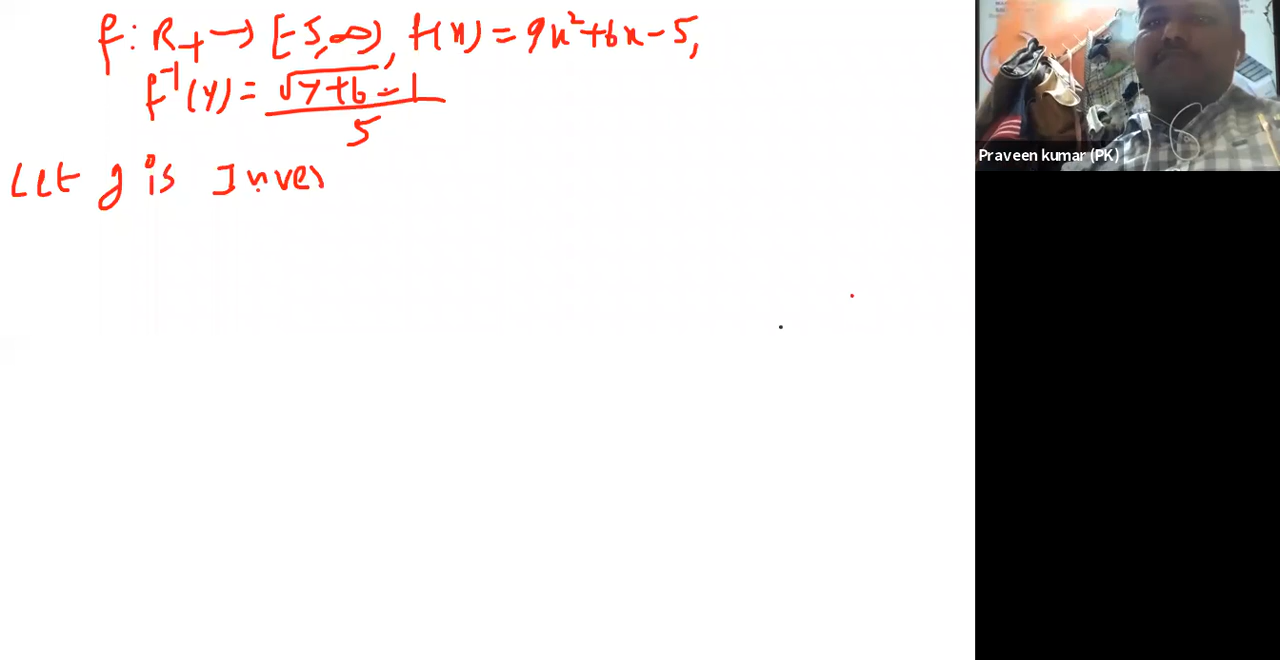 f: R₊ → [-5,∞), f(x) = 9x²+6x-5,
f⁻¹(y) = (√y+6 - 1)/5
Let g is Inver
Praveen kumar (PK)